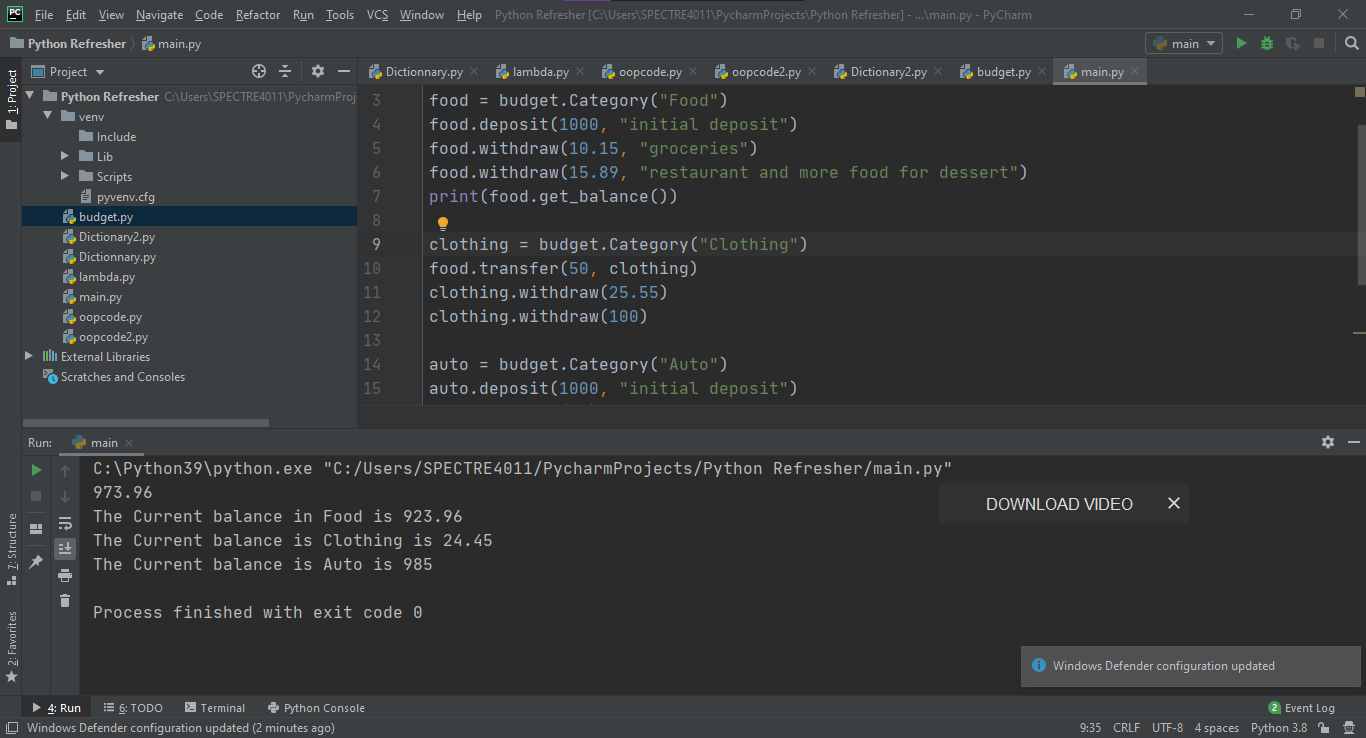 PC File Edit View Navigate Code Refactor Run Tools VCS Window Help Python Refresher [C:\Users\SPECTRE4011\PycharmProjects\Python Refresher] - ...\main.py - PyCharm
Python Refresher main.py main
Project Dictionnary.py lambda.py oopcode.py oopcode2.py Dictionary2.py budget.py main.py
1: Project
Python Refresher C:\Users\SPECTRE4011\PycharmProj
venv
Include
Lib
Scripts
pyvenv.cfg
budget.py
Dictionary2.py
Dictionnary.py
lambda.py
main.py
oopcode.py
oopcode2.py
External Libraries
Scratches and Consoles
3 food = budget.Category("Food")
4 food.deposit(1000, "initial deposit")
5 food.withdraw(10.15, "groceries")
6 food.withdraw(15.89, "restaurant and more food for dessert")
7 print(food.get_balance())
8
9 clothing = budget.Category("Clothing")
10 food.transfer(50, clothing)
11 clothing.withdraw(25.55)
12 clothing.withdraw(100)
13
14 auto = budget.Category("Auto")
15 auto.deposit(1000, "initial deposit")
Run: main
C:\Python39\python.exe "C:/Users/SPECTRE4011/PycharmProjects/Python Refresher/main.py"
973.96
The Current balance in Food is 923.96
The Current balance is Clothing is 24.45
The Current balance is Auto is 985
Process finished with exit code 0
DOWNLOAD VIDEO
Windows Defender configuration updated
7: Structure
2: Favorites
4: Run 6: TODO Terminal Python Console 2 Event Log
Windows Defender configuration updated (2 minutes ago) 9:35 CRLF UTF-8 4 spaces Python 3.8